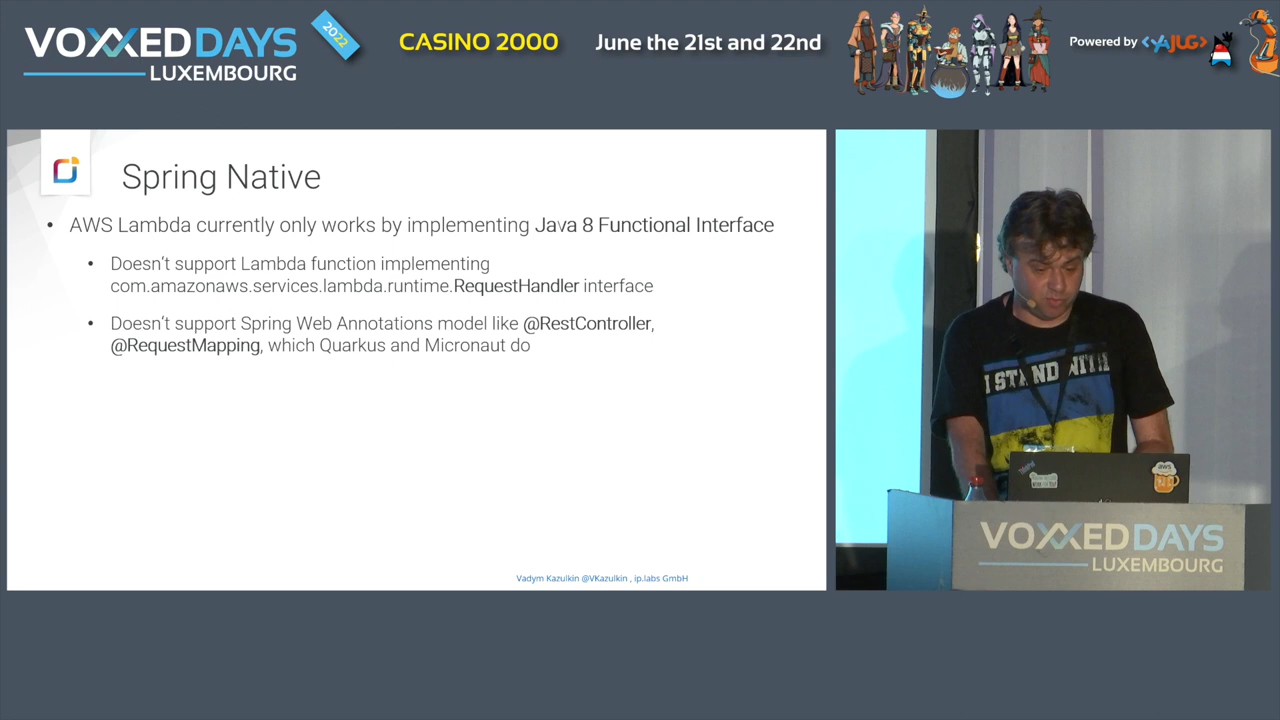 VOXXED DAYS
LUXEMBOURG
2022
CASINO 2000
June the 21st and 22nd
Powered by <YAJUG>
Spring Native
• AWS Lambda currently only works by implementing Java 8 Functional Interface
• Doesn't support Lambda function implementing
com.amazonaws.services.lambda.runtime.RequestHandler interface
• Doesn't support Spring Web Annotations model like @RestController,
@RequestMapping, which Quarkus and Micronaut do
Vadym Kazulkin @VKazulkin , ip.labs GmbH
I STAND WITH
aws
VOXXED DAYS
LUXEMBOURG